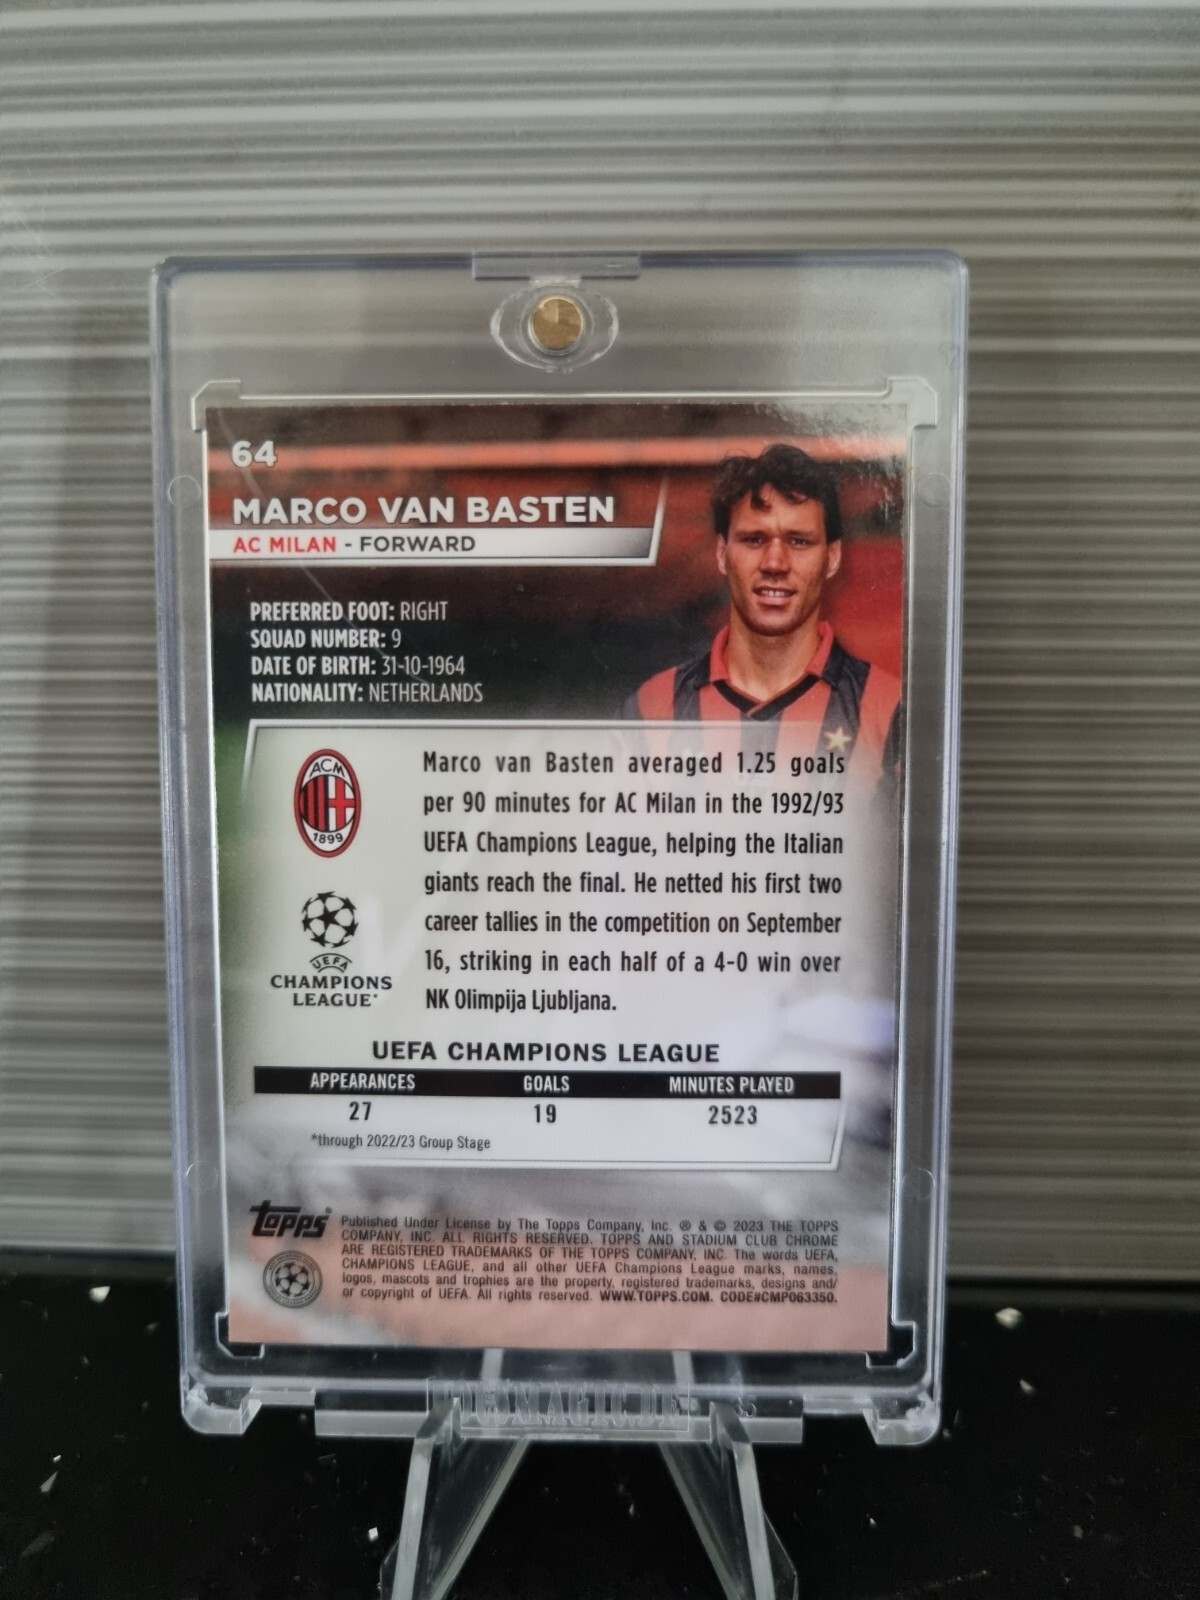 64
MARCO VAN BASTEN
AC MILAN - FORWARD
PREFERRED FOOT: RIGHT
SQUAD NUMBER: 9
DATE OF BIRTH: 31-10-1964
NATIONALITY: NETHERLANDS
ACM
1899
UEFA
CHAMPIONS
LEAGUE
Marco van Basten averaged 1.25 goals
per 90 minutes for AC Milan in the 1992/93
UEFA Champions League, helping the Italian
giants reach the final. He netted his first two
career tallies in the competition on September
16, striking in each half of a 4-0 win over
NK Olimpija Ljubljana.
UEFA CHAMPIONS LEAGUE
APPEARANCES GOALS MINUTES PLAYED
27 19 2523
*through 2022/23 Group Stage
topps
Published Under License by The Topps Company, Inc. ® & © 2023 THE TOPPS
COMPANY, INC. ALL RIGHTS RESERVED. TOPPS AND STADIUM CLUB CHROME
ARE REGISTERED TRADEMARKS OF THE TOPPS COMPANY, INC. The words UEFA,
CHAMPIONS LEAGUE, and all other UEFA Champions League marks, names,
logos, mascots and trophies are the property, registered trademarks, designs and/
or copyright of UEFA. All rights reserved. WWW.TOPPS.COM. CODE#CMP063350.